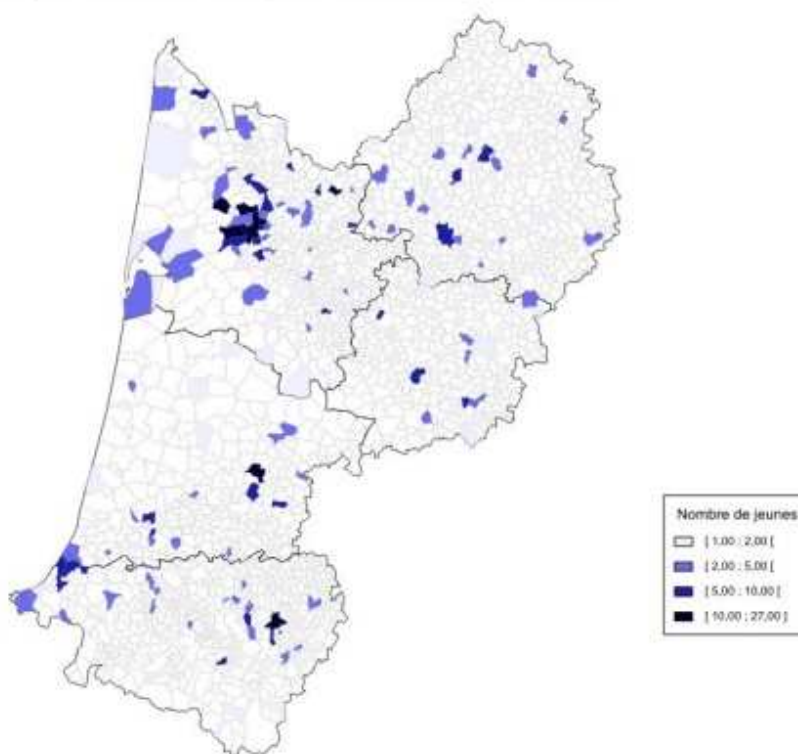 Nombre de jeunes
[ 1,00 ; 2,00 [
[ 2,00 ; 5,00 [
[ 5,00 ; 10,00 [
[ 10,00 ; 27,00 ]